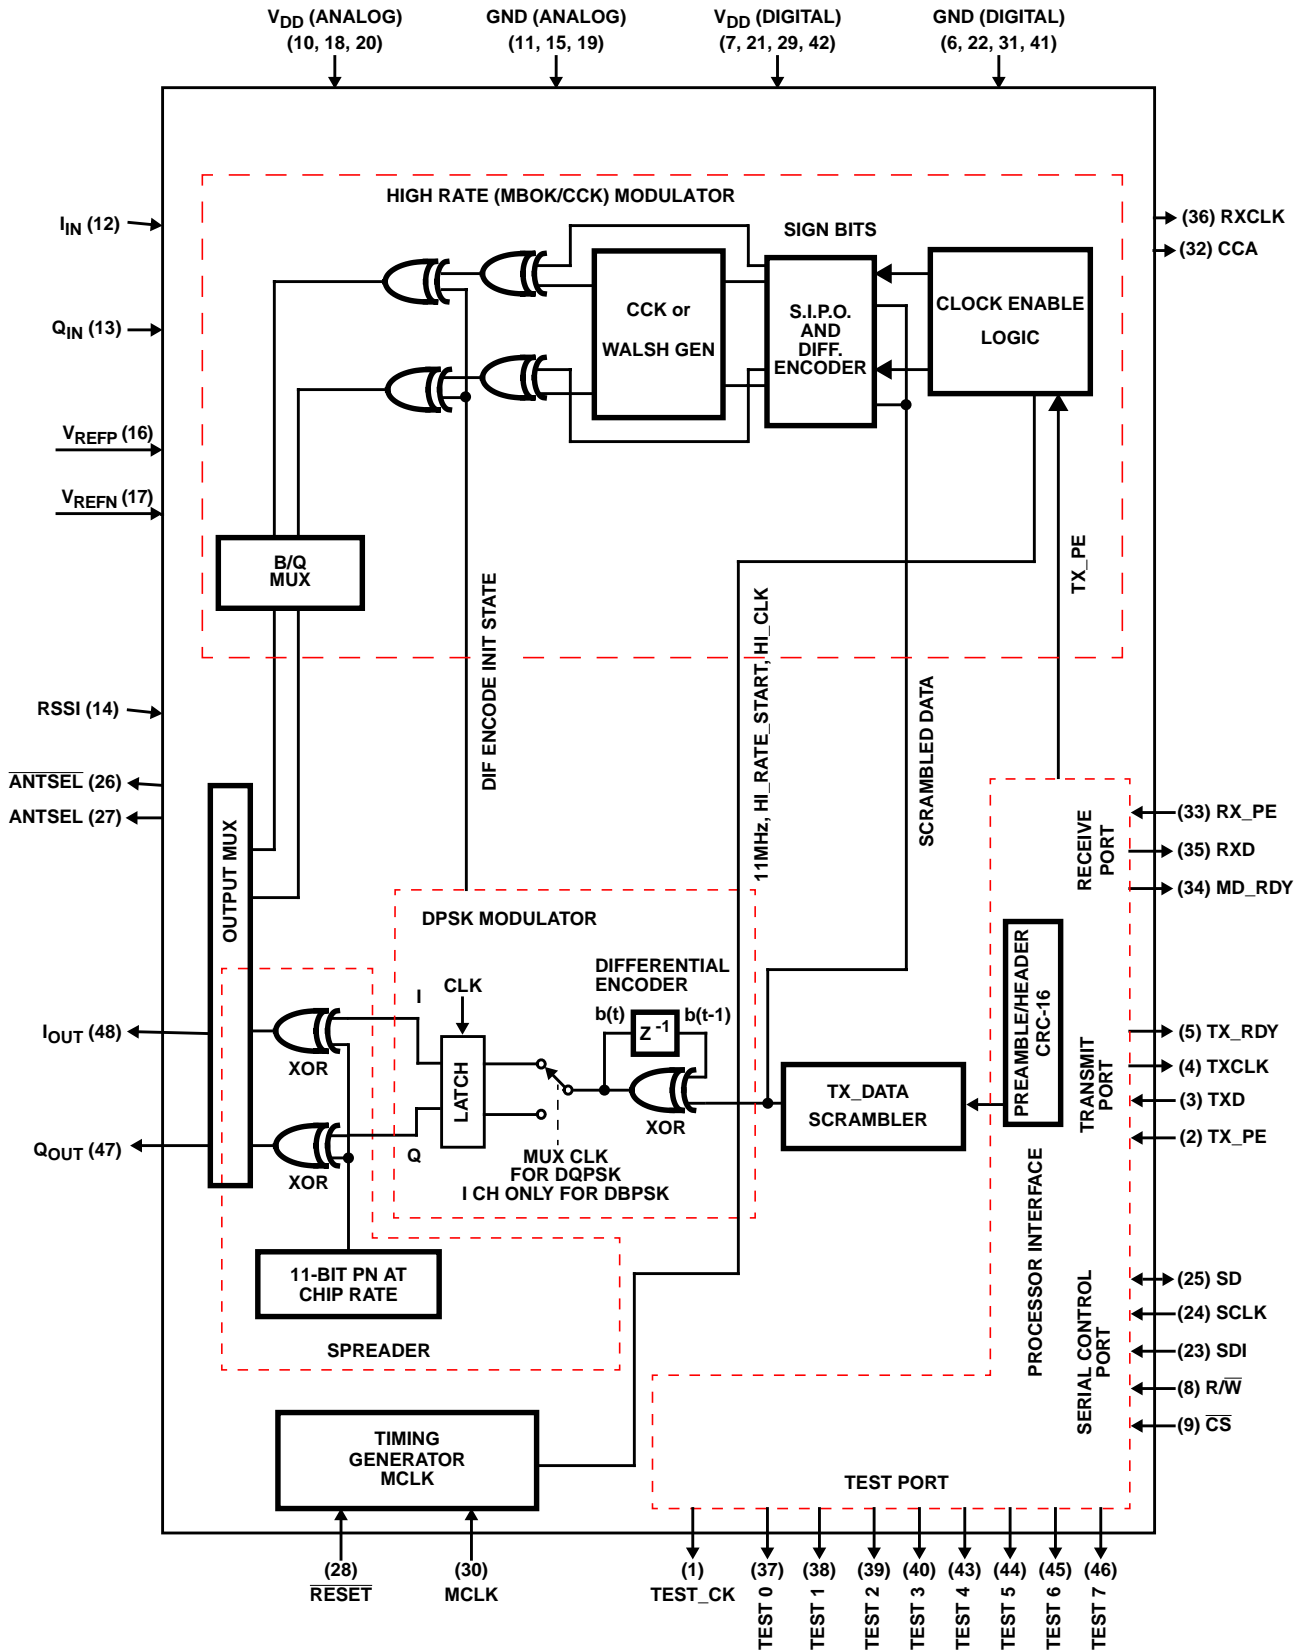 VDD (ANALOG)
(10, 18, 20)
GND (ANALOG)
(11, 15, 19)
VDD (DIGITAL)
(7, 21, 29, 42)
GND (DIGITAL)
(6, 22, 31, 41)
HIGH RATE (MBOK/CCK) MODULATOR
IIN (12)
QIN (13)
VREFP (16)
VREFN (17)
RSSI (14)
ANTSEL (26)
ANTSEL (27)
IOUT (48)
QOUT (47)
(36) RXCLK
(32) CCA
SIGN BITS
CCK or
WALSH GEN
S.I.P.O.
AND
DIFF.
ENCODER
CLOCK ENABLE
LOGIC
B/Q
MUX
DIF ENCODE INIT STATE
11MHz, HI_RATE_START, HI_CLK
SCRAMBLED DATA
TX_PE
OUTPUT MUX
DPSK MODULATOR
DIFFERENTIAL
ENCODER
I
CLK
b(t)
Z -1
b(t-1)
LATCH
XOR
XOR
XOR
Q
MUX CLK
FOR DQPSK
I CH ONLY FOR DBPSK
TX_DATA
SCRAMBLER
PREAMBLE/HEADER
CRC-16
RECEIVE
PORT
TRANSMIT
PORT
PROCESSOR INTERFACE
SERIAL CONTROL
PORT
(33) RX_PE
(35) RXD
(34) MD_RDY
(5) TX_RDY
(4) TXCLK
(3) TXD
(2) TX_PE
(25) SD
(24) SCLK
(23) SDI
(8) R/W
(9) CS
11-BIT PN AT
CHIP RATE
SPREADER
TIMING
GENERATOR
MCLK
TEST PORT
(28)
RESET
(30)
MCLK
(1)
TEST_CK
(37)
TEST 0
(38)
TEST 1
(39)
TEST 2
(40)
TEST 3
(43)
TEST 4
(44)
TEST 5
(45)
TEST 6
(46)
TEST 7